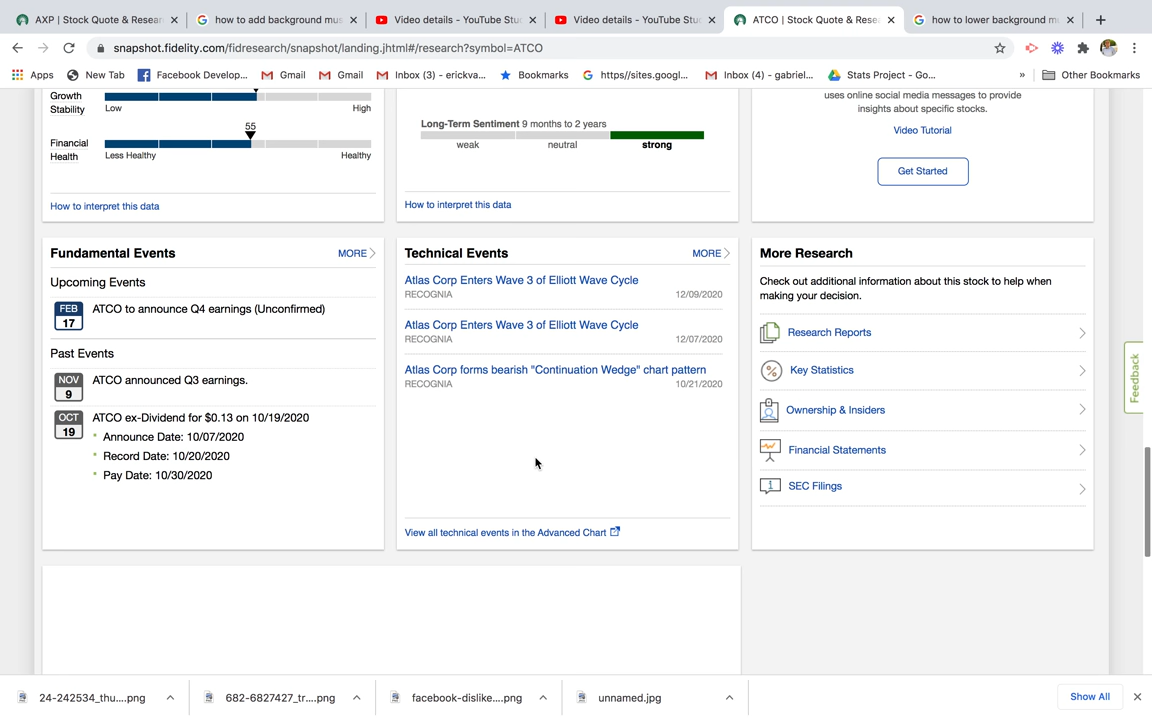 AXP | Stock Quote & Resear
how to add background mus
Video details - YouTube Stu
Video details - YouTube Stu
ATCO | Stock Quote & Rese
how to lower background m
snapshot.fidelity.com/fidresearch/snapshot/landing.jhtml#/research?symbol=ATCO
Apps
New Tab
Facebook Develop...
Gmail
Gmail
Inbox (3) - erickva...
Bookmarks
https//sites.googl...
Inbox (4) - gabriel...
Stats Project - Go...
»
Other Bookmarks
Growth
Stability
Low
High
55
Financial
Health
Less Healthy
Healthy
How to interpret this data
Long-Term Sentiment 9 months to 2 years
weak
neutral
strong
How to interpret this data
uses online social media messages to provide
insights about specific stocks.
Video Tutorial
Get Started
Fundamental Events
MORE
Upcoming Events
FEB
17
ATCO to announce Q4 earnings (Unconfirmed)
Past Events
NOV
9
ATCO announced Q3 earnings.
OCT
19
ATCO ex-Dividend for $0.13 on 10/19/2020
Announce Date: 10/07/2020
Record Date: 10/20/2020
Pay Date: 10/30/2020
Technical Events
MORE
Atlas Corp Enters Wave 3 of Elliott Wave Cycle
RECOGNIA
12/09/2020
Atlas Corp Enters Wave 3 of Elliott Wave Cycle
RECOGNIA
12/07/2020
Atlas Corp forms bearish "Continuation Wedge" chart pattern
RECOGNIA
10/21/2020
View all technical events in the Advanced Chart
More Research
Check out additional information about this stock to help when
making your decision.
Research Reports
Key Statistics
Ownership & Insiders
Financial Statements
SEC Filings
Feedback
24-242534_thu....png
682-6827427_tr....png
facebook-dislike....png
unnamed.jpg
Show All